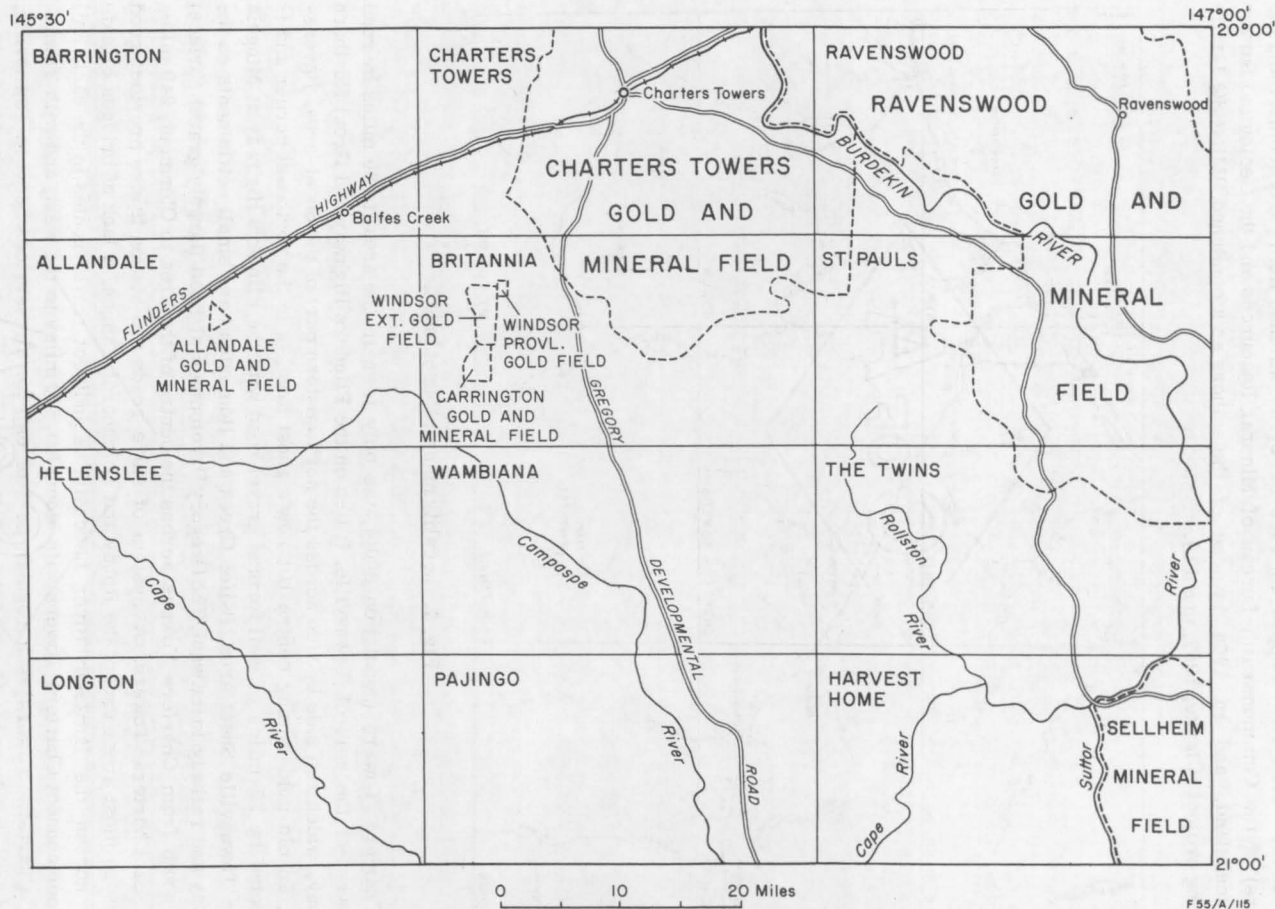 145°30'
147°00'
20°00'
BARRINGTON
CHARTERS
TOWERS
RAVENSWOOD
RAVENSWOOD
Charters Towers
Ravenswood
CHARTERS TOWERS
GOLD AND
MINERAL FIELD
BURDEKIN
RIVER
GOLD AND
MINERAL
FIELD
HIGHWAY
Balfes Creek
ALLANDALE
FLINDERS
ALLANDALE
GOLD AND
MINERAL FIELD
BRITANNIA
WINDSOR
EXT. GOLD
FIELD
WINDSOR
PROVL.
GOLD FIELD
CARRINGTON
GOLD AND
MINERAL FIELD
ST PAULS
GREGORY
DEVELOPMENTAL
ROAD
HELENSLEE
WAMBIANA
THE TWINS
Cape
River
Campaspe
River
Rollston
River
River
LONGTON
PAJINGO
HARVEST
HOME
River
Cape
Suttor
SELLHEIM
MINERAL
FIELD
21°00'
0 10 20 Miles
F55/A/115